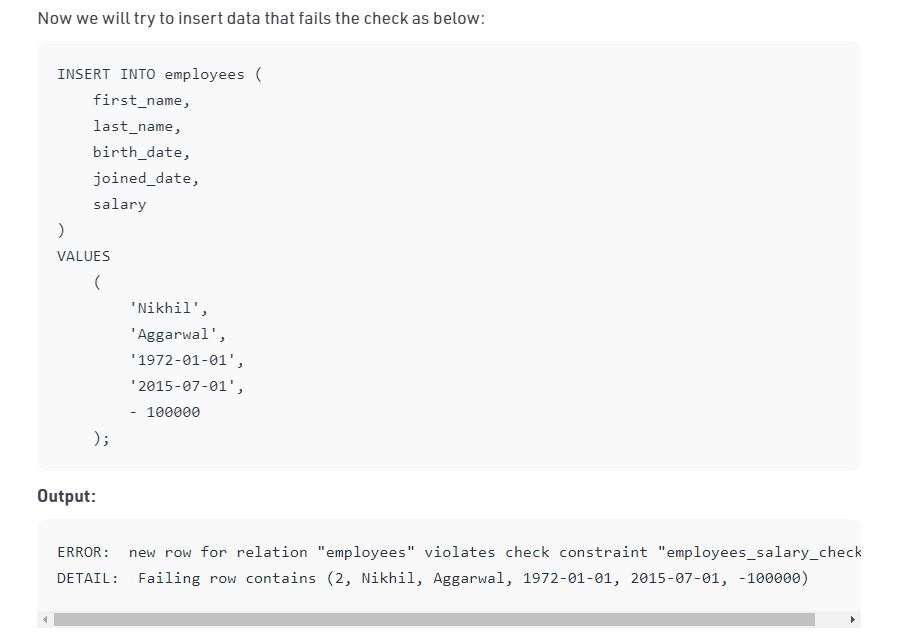 Now we will try to insert data that fails the check as below:
INSERT INTO employees (
    first_name,
    last_name,
    birth_date,
    joined_date,
    salary
)
VALUES
    (
        'Nikhil',
        'Aggarwal',
        '1972-01-01',
        '2015-07-01',
        - 100000
    );
Output:
ERROR:  new row for relation "employees" violates check constraint "employees_salary_check
DETAIL:  Failing row contains (2, Nikhil, Aggarwal, 1972-01-01, 2015-07-01, -100000)